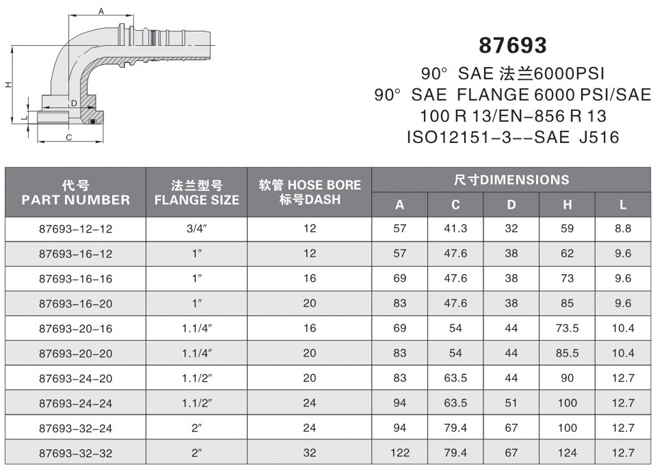 A
H
D
L
C
87693
90° SAE 法兰6000PSI
90° SAE FLANGE 6000 PSI/SAE
100 R 13/EN-856 R 13
ISO12151-3--SAE J516
代号 法兰型号 软管 HOSE BORE 尺寸DIMENSIONS
PART NUMBER FLANGE SIZE 标号DASH A C D H L
87693-12-12 3/4″ 12 57 41.3 32 59 8.8
87693-16-12 1″ 12 57 47.6 38 62 9.6
87693-16-16 1″ 16 69 47.6 38 73 9.6
87693-16-20 1″ 20 83 47.6 38 85 9.6
87693-20-16 1.1/4″ 16 69 54 44 73.5 10.4
87693-20-20 1.1/4″ 20 83 54 44 85.5 10.4
87693-24-20 1.1/2″ 20 83 63.5 44 90 12.7
87693-24-24 1.1/2″ 24 94 63.5 51 100 12.7
87693-32-24 2″ 24 94 79.4 67 100 12.7
87693-32-32 2″ 32 122 79.4 67 124 12.7